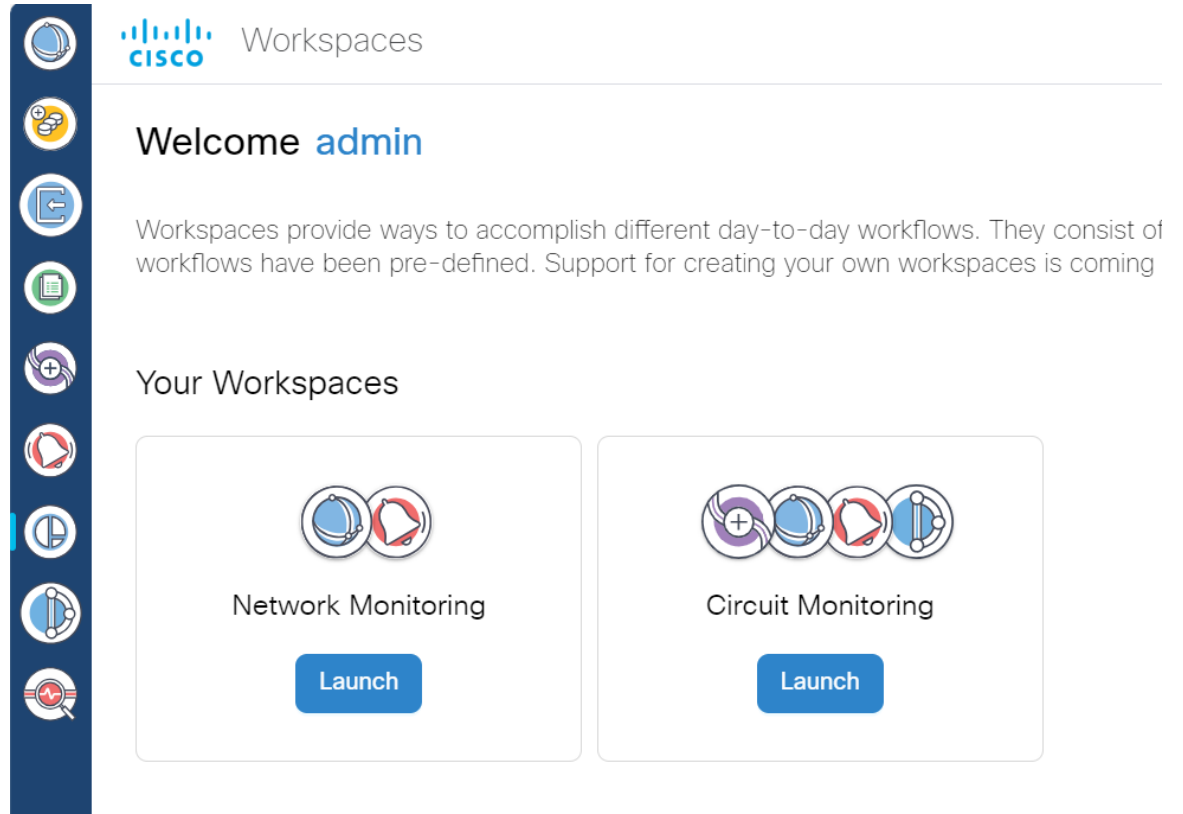 CISCO Workspaces
Welcome admin
Workspaces provide ways to accomplish different day-to-day workflows. They consist of
workflows have been pre-defined. Support for creating your own workspaces is coming
Your Workspaces
Network Monitoring
Circuit Monitoring
Launch
Launch